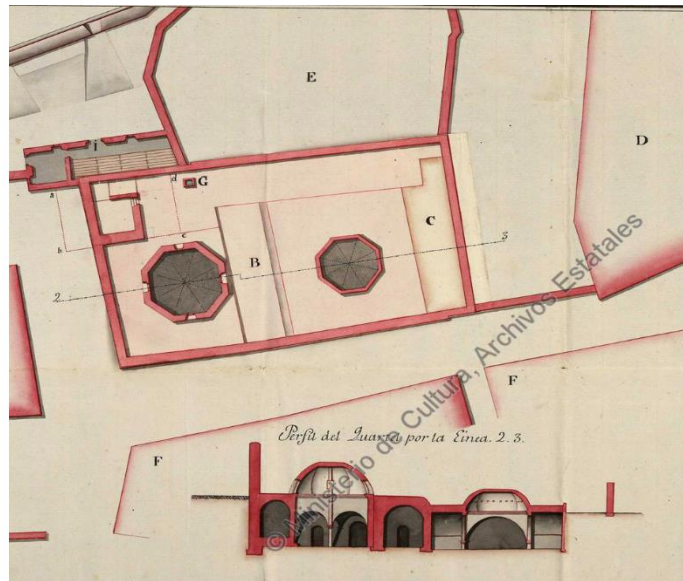 E
D
i
d
G
a
C
c
b
B
3
2
F
Perfil del Quartel por la Linea. 2. 3.
F
© Ministerio de Cultura, Archivos Estatales